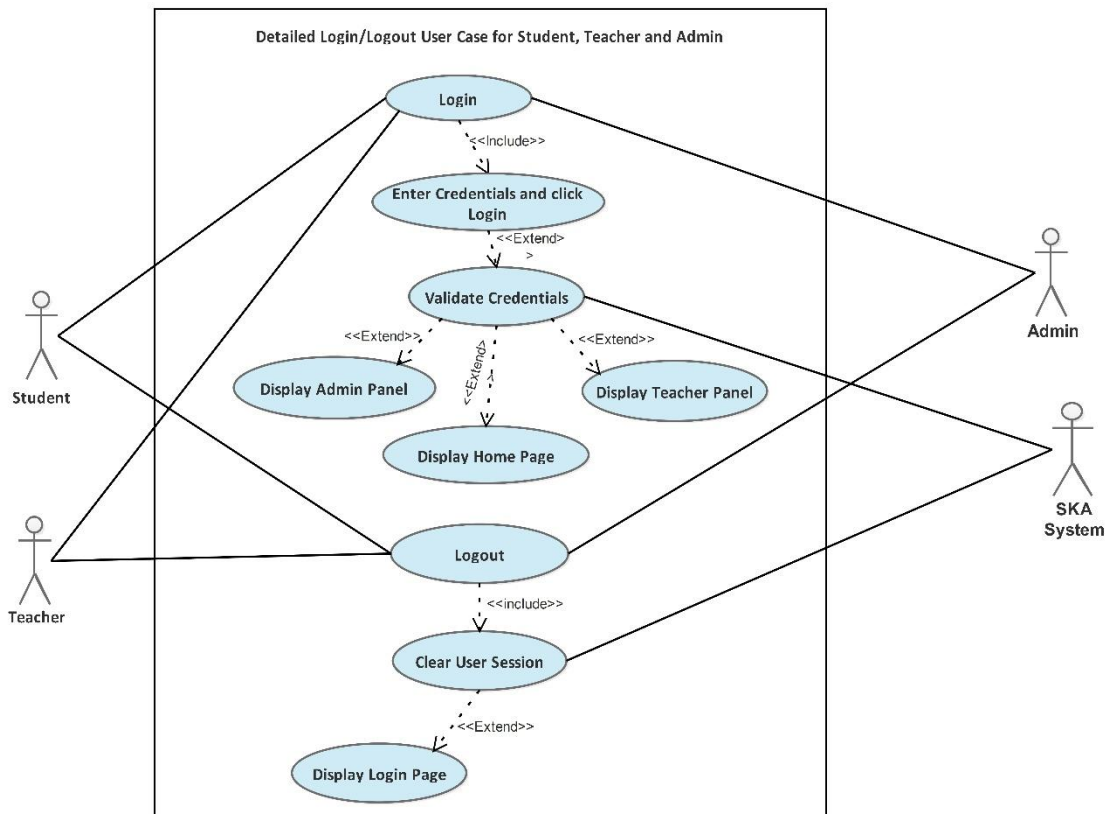 Detailed Login/Logout User Case for Student, Teacher and Admin
Login
<<Include>>
Enter Credentials and click
Login
<<Extend>
>
Validate Credentials
<<Extend>>
<<Extend>
>
<<Extend>>
Display Admin Panel
Display Teacher Panel
Display Home Page
Student
Admin
SKA
System
Teacher
Logout
<<include>>
Clear User Session
<<Extend>>
Display Login Page